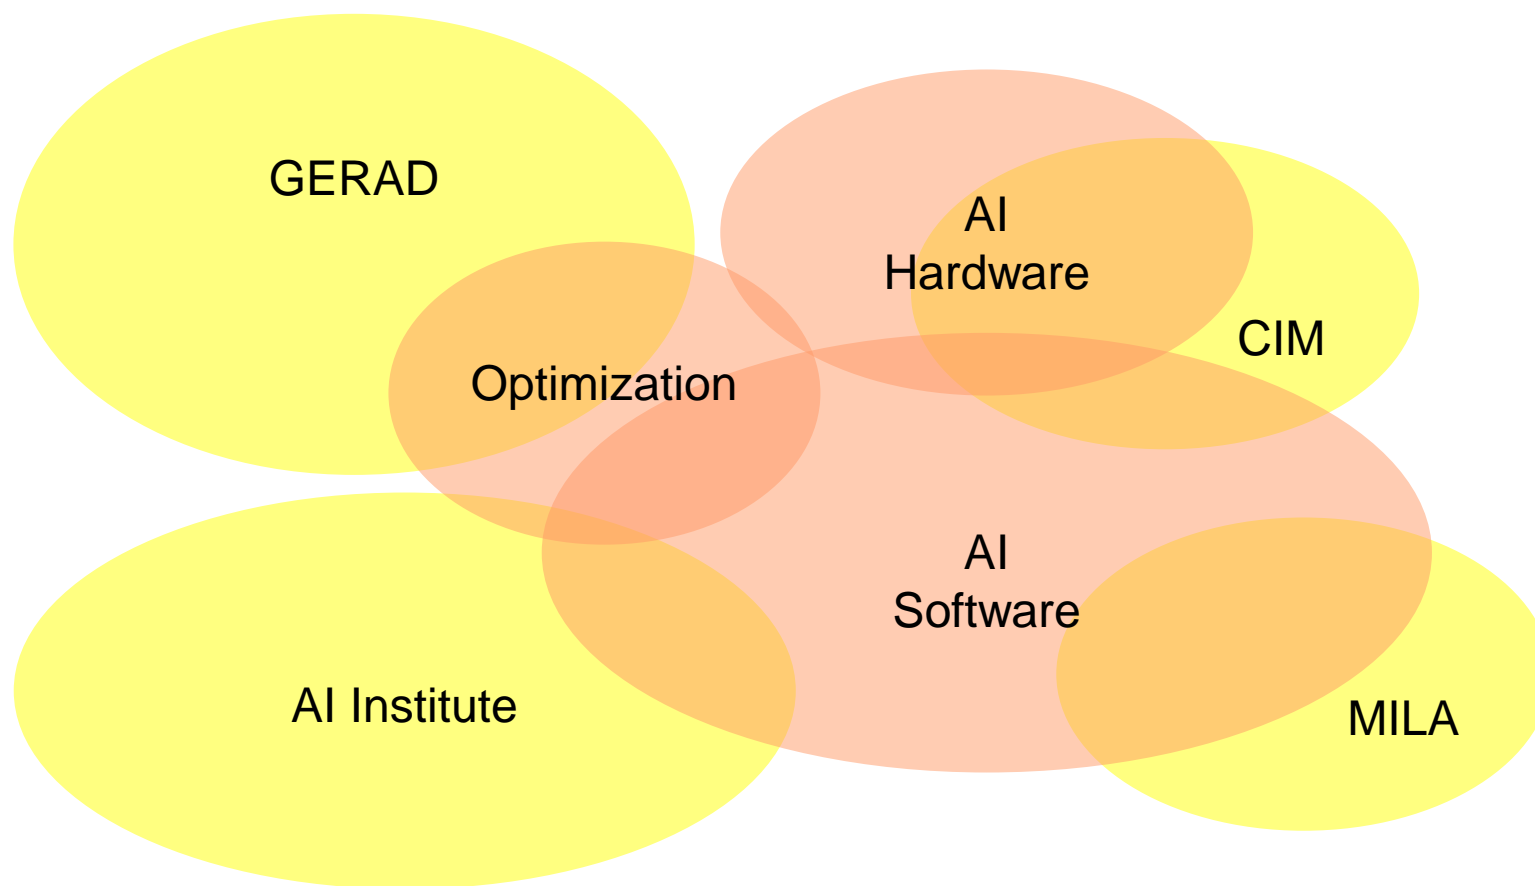 GERAD
AI
Hardware
CIM
Optimization
AI
Software
AI Institute
MILA